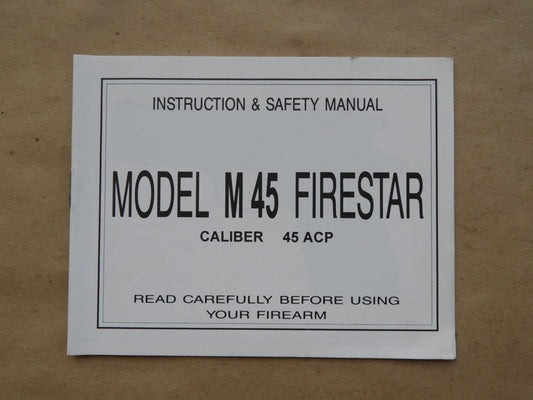 INSTRUCTION & SAFETY MANUAL
MODEL M 45 FIRESTAR
CALIBER 45 ACP
READ CAREFULLY BEFORE USING
YOUR FIREARM